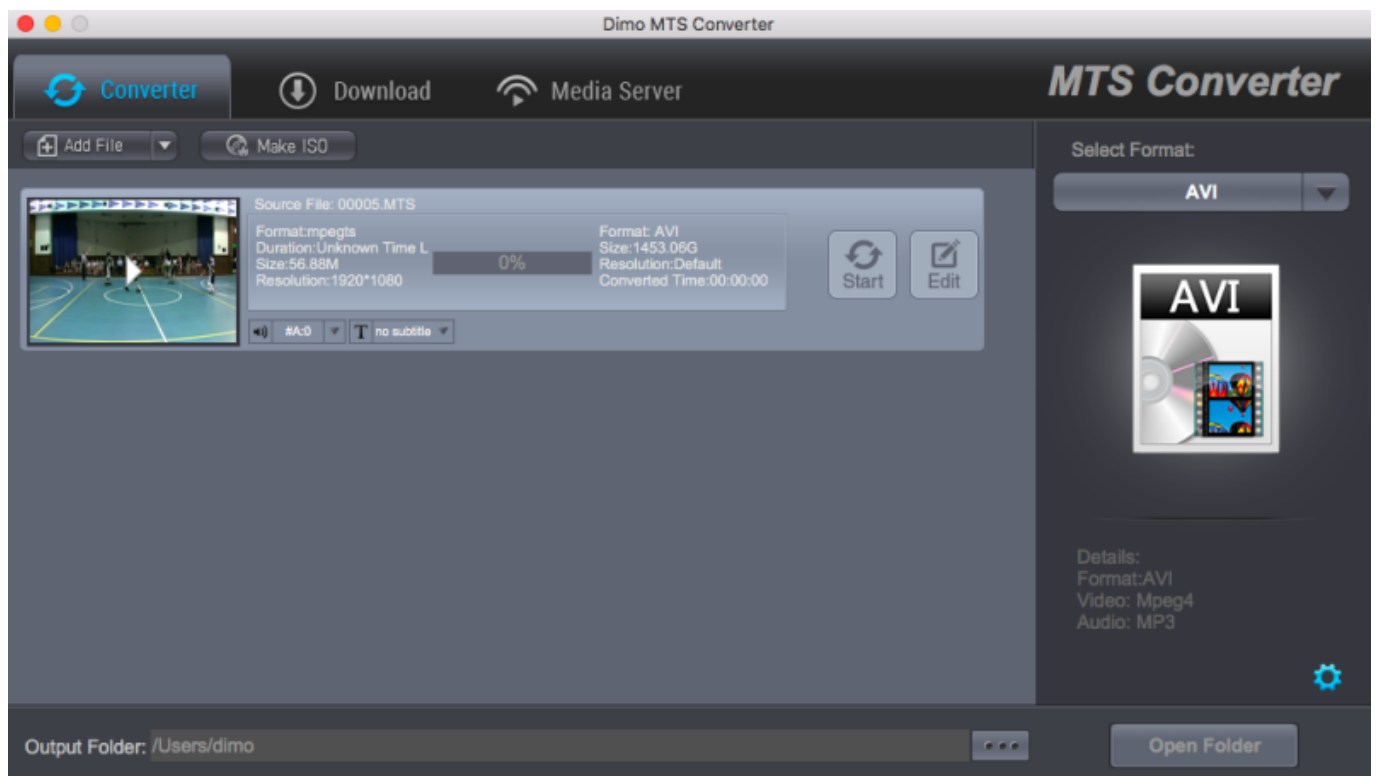 Dimo MTS Converter
Converter
Download
Media Server
MTS Converter
Add File
Make ISO
Select Format:
AVI
Source File: 00005.MTS
Format:mpegts
Duration:Unknown Time L
Size:56.88M
Resolution:1920*1080
0%
Format: AVI
Size:1453.06G
Resolution:Default
Converted Time:00:00:00
Start
Edit
#A:0
T no subtitle
AVI
Details:
Format:AVI
Video: Mpeg4
Audio: MP3
Output Folder: /Users/dimo
Open Folder